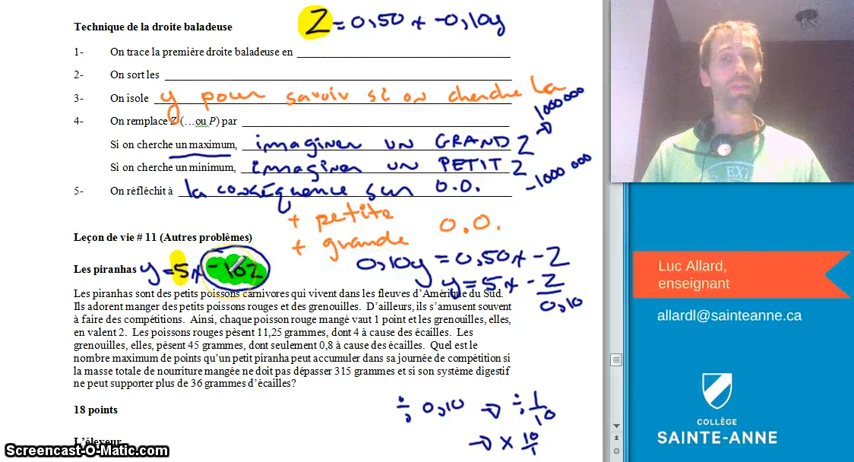 Technique de la droite baladeuse
Z = 0,50x - 0,10y
1- On trace la première droite baladeuse en
2- On sort les
3- On isole y pour savoir si on cherche la
4- On remplace Z (…ou P) par
1000 000
Si on cherche un maximum, imaginer un GRAND Z
Si on cherche un minimum, imaginer un PETIT Z
-1000 000
5- On réfléchit à la conséquence sur O.O.
+ petite
+ grande
O.O.
Leçon de vie # 11 (Autres problèmes)
0,10y = 0,50x - Z
Les piranhas
y = 5x - 10Z
y = 5x - Z
0,10
Les piranhas sont des petits poissons carnivores qui vivent dans les fleuves d'Amérique du Sud.
Ils adorent manger des petits poissons rouges et des grenouilles. D'ailleurs, ils s'amusent souvent
à faire des compétitions. Ainsi, chaque poisson rouge mangé vaut 1 point et les grenouilles, elles,
en valent 2. Les poissons rouges pèsent 11,25 grammes, dont 4 à cause des écailles. Les
grenouilles, elles, pèsent 45 grammes, dont seulement 0,8 à cause des écailles. Quel est le
nombre maximum de points qu'un petit piranha peut accumuler dans sa journée de compétition si
la masse totale de nourriture mangée ne doit pas dépasser 315 grammes et si son système digestif
ne peut supporter plus de 36 grammes d'écailles?
18 points
÷ 0,10 → ÷ 1/10
→ × 10/1
L'éleveur
Screencast-O-Matic.com
Luc Allard,
enseignant
allardl@sainteanne.ca
COLLÈGE
SAINTE-ANNE